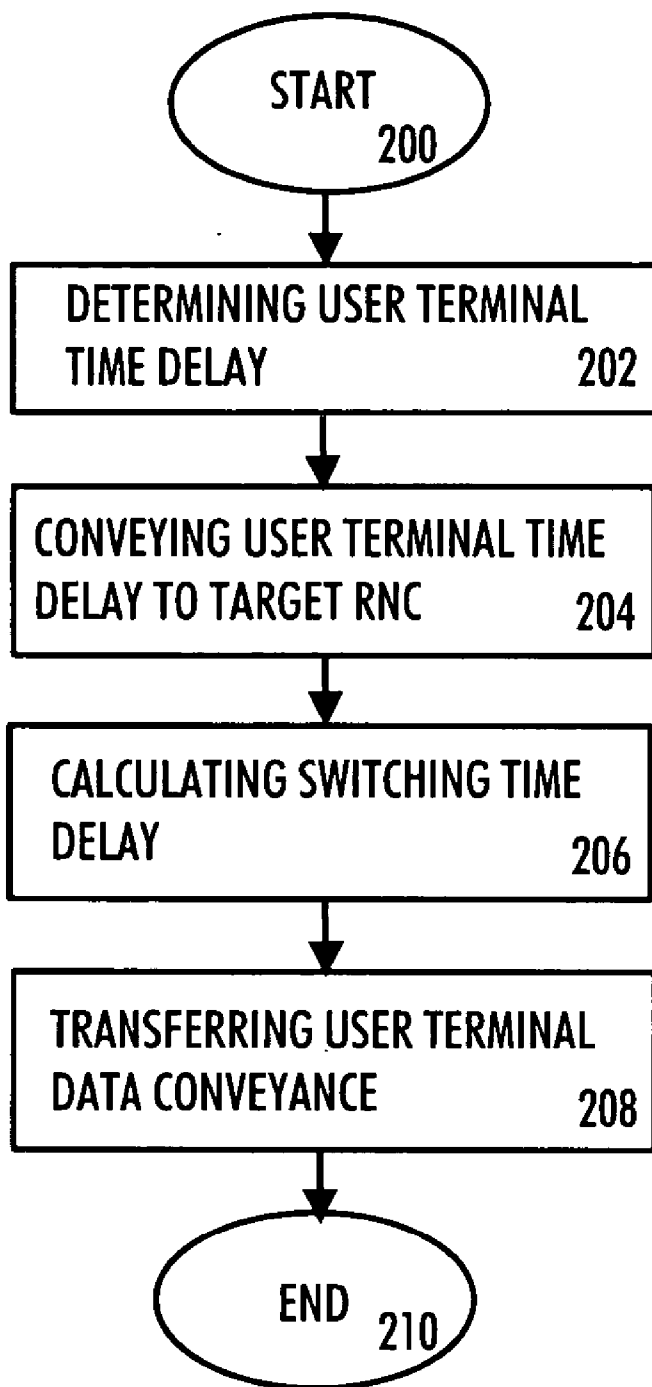 START
200
DETERMINING USER TERMINAL
TIME DELAY 202
CONVEYING USER TERMINAL TIME
DELAY TO TARGET RNC 204
CALCULATING SWITCHING TIME
DELAY 206
TRANSFERRING USER TERMINAL
DATA CONVEYANCE 208
END 210